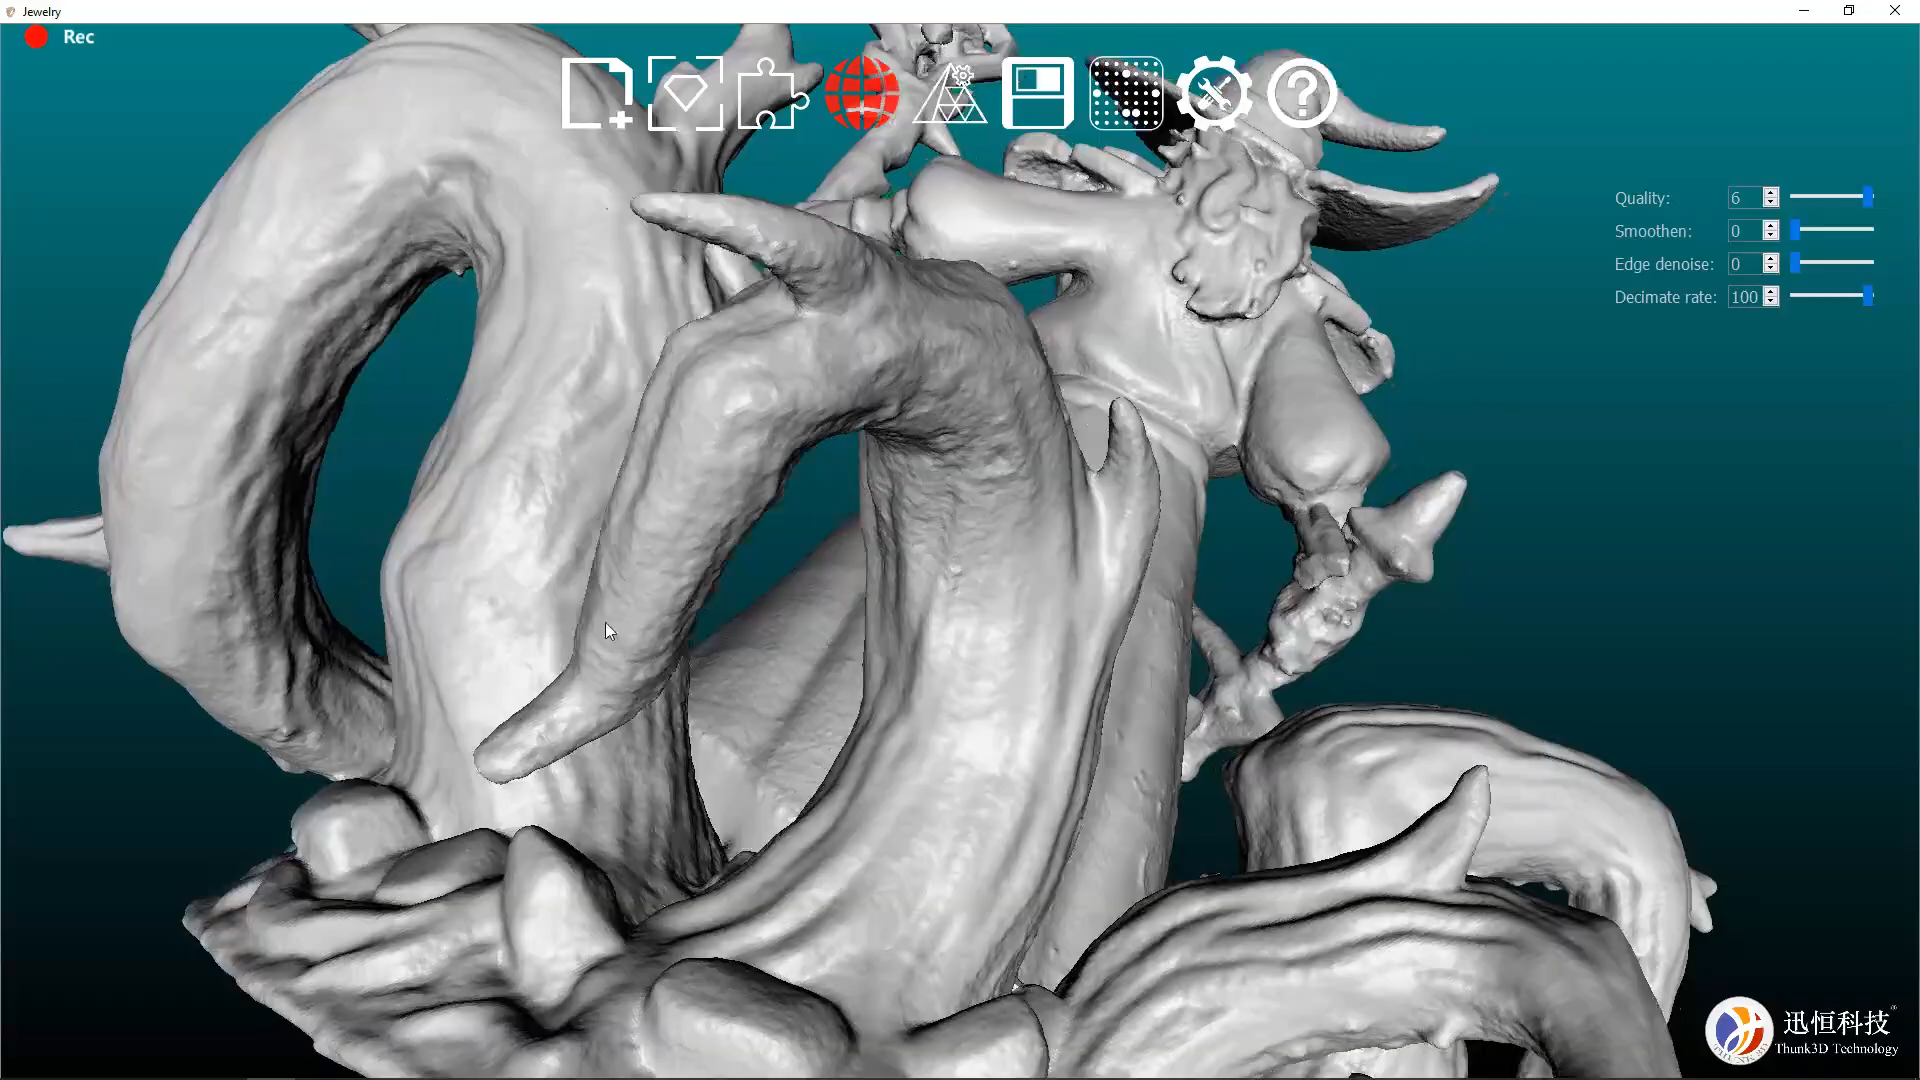 Jewelry
Rec
Quality: 6
Smoothen: 0
Edge denoise: 0
Decimate rate: 100
迅恒科技
Thunk3D Technology